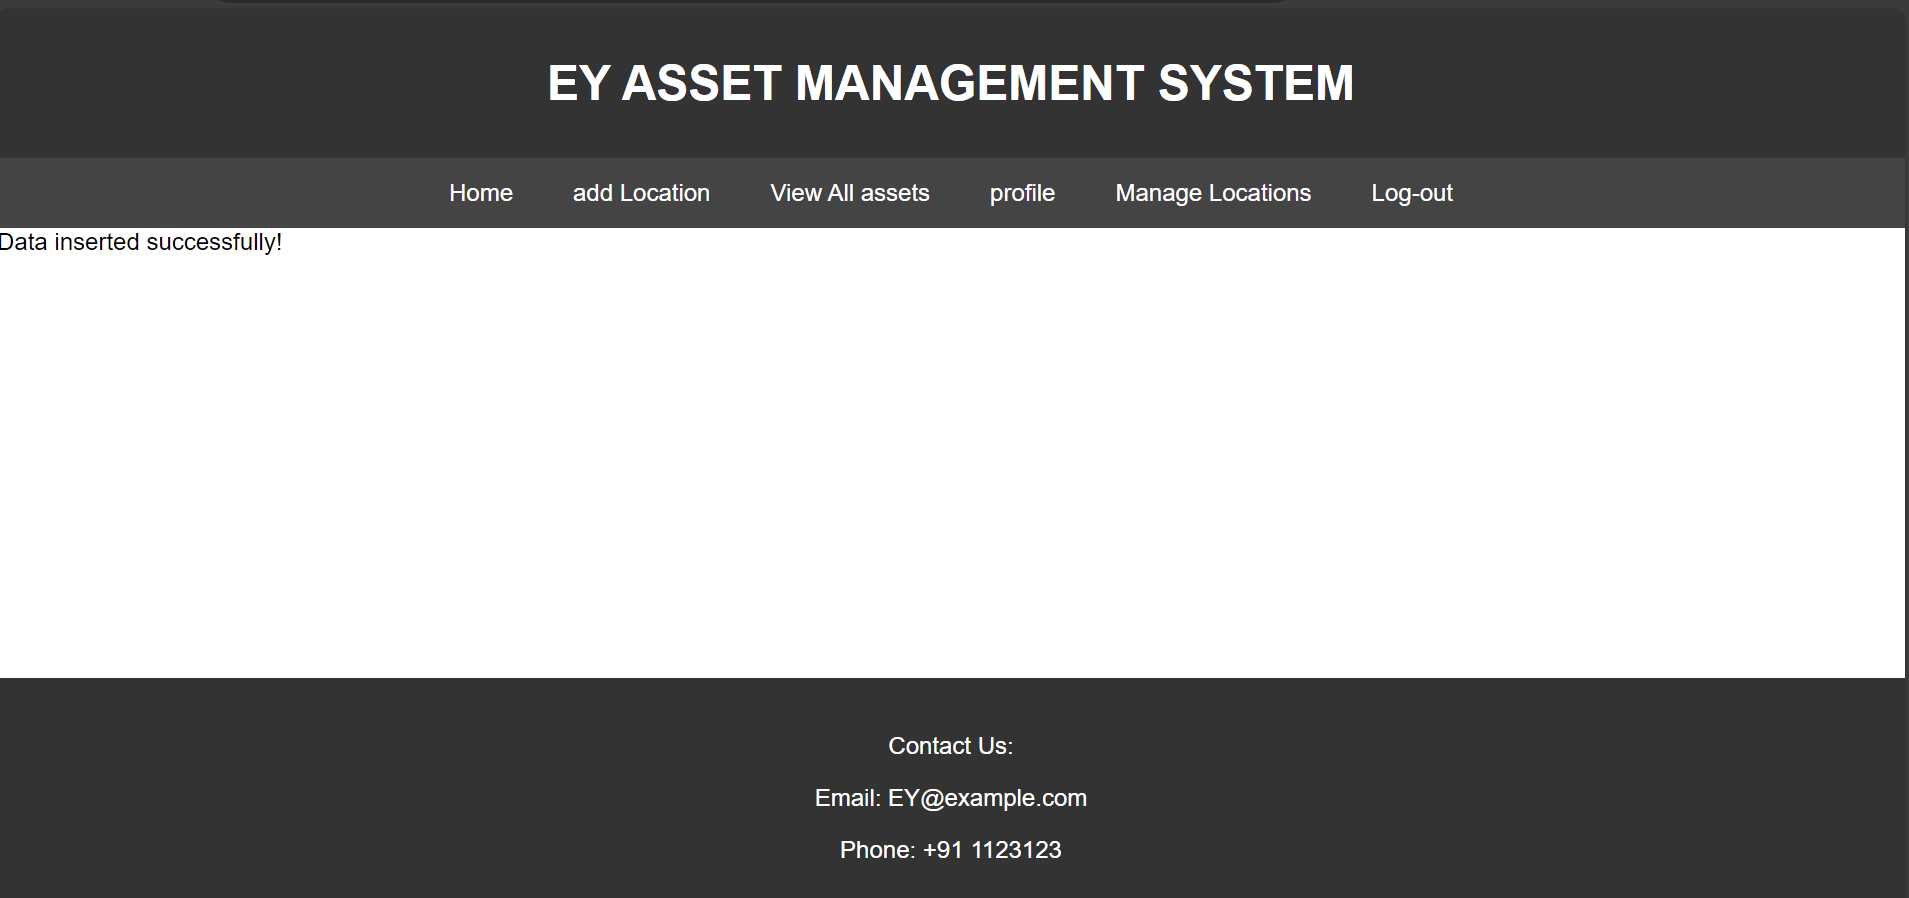 EY ASSET MANAGEMENT SYSTEM
Home add Location View All assets profile Manage Locations Log-out
Data inserted successfully!
Contact Us:
Email: EY@example.com
Phone: +91 1123123